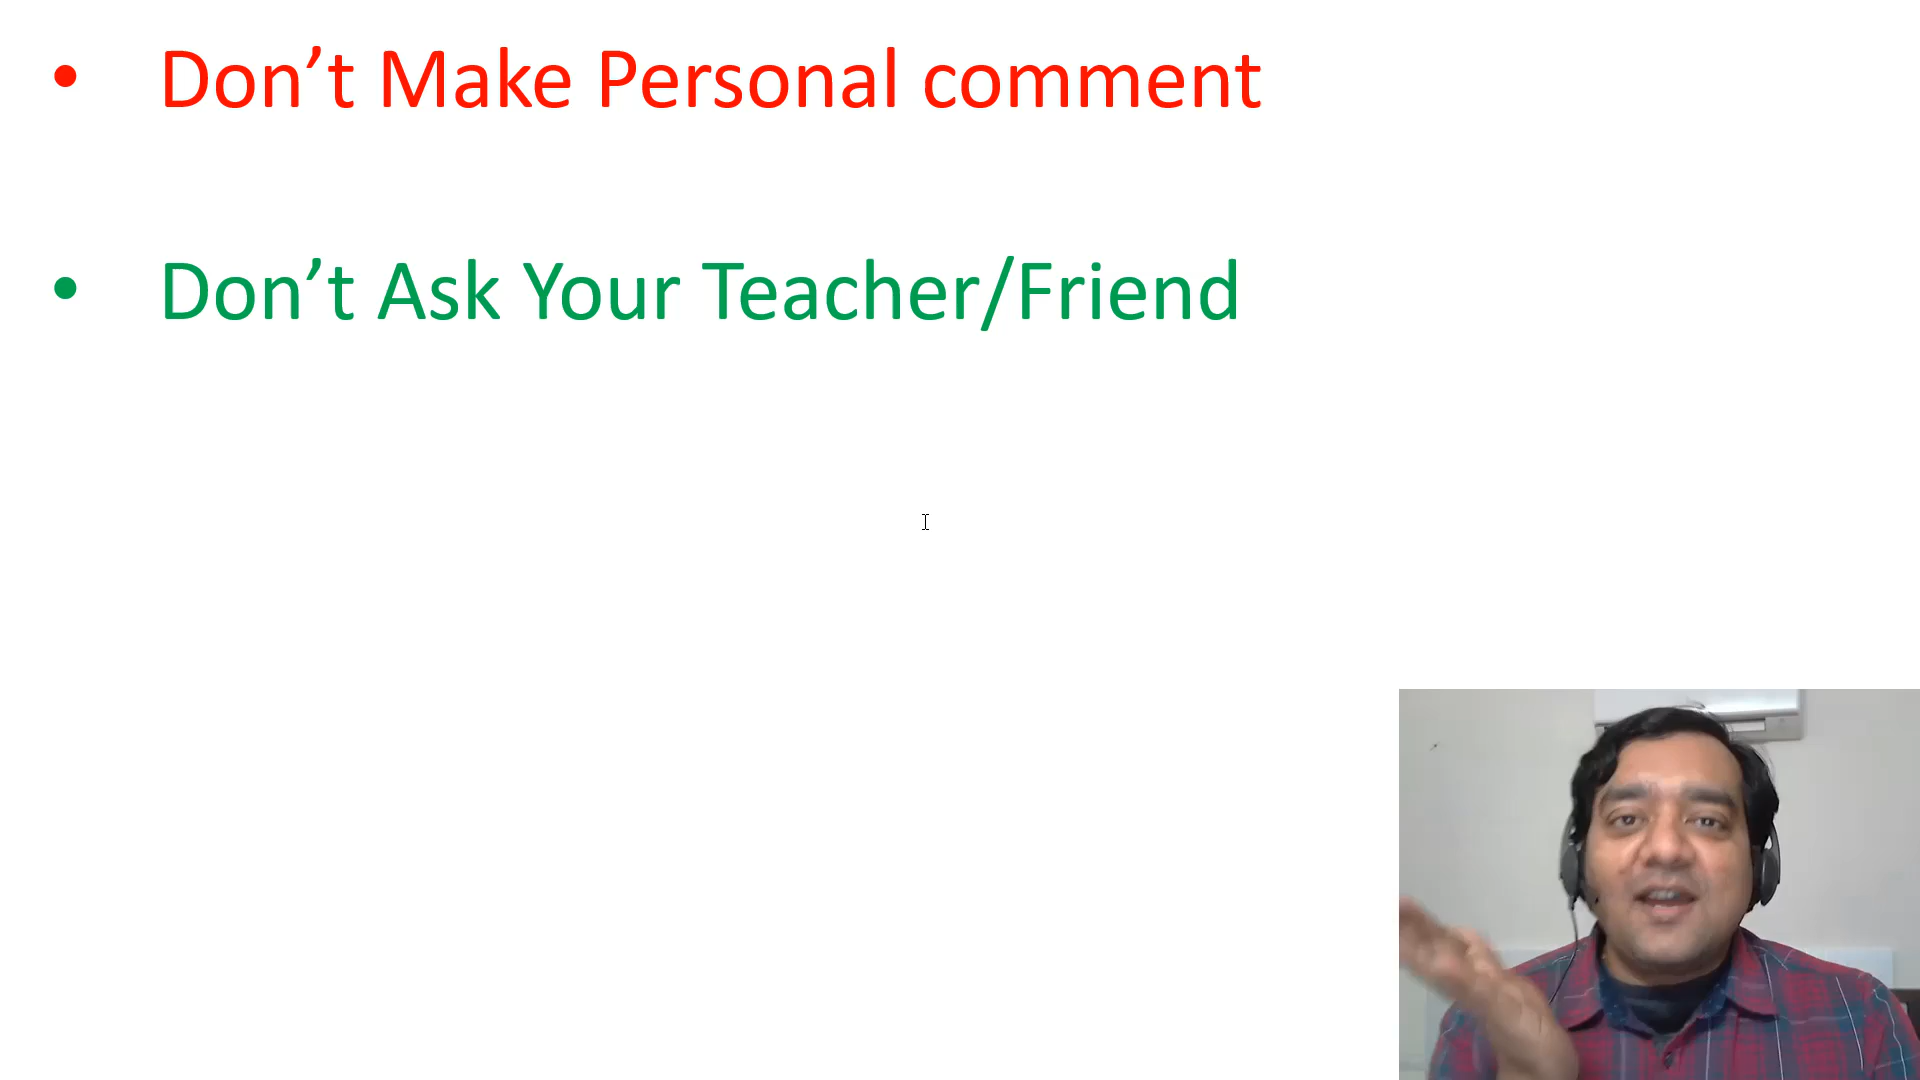 • Don’t Make Personal comment
• Don’t Ask Your Teacher/Friend